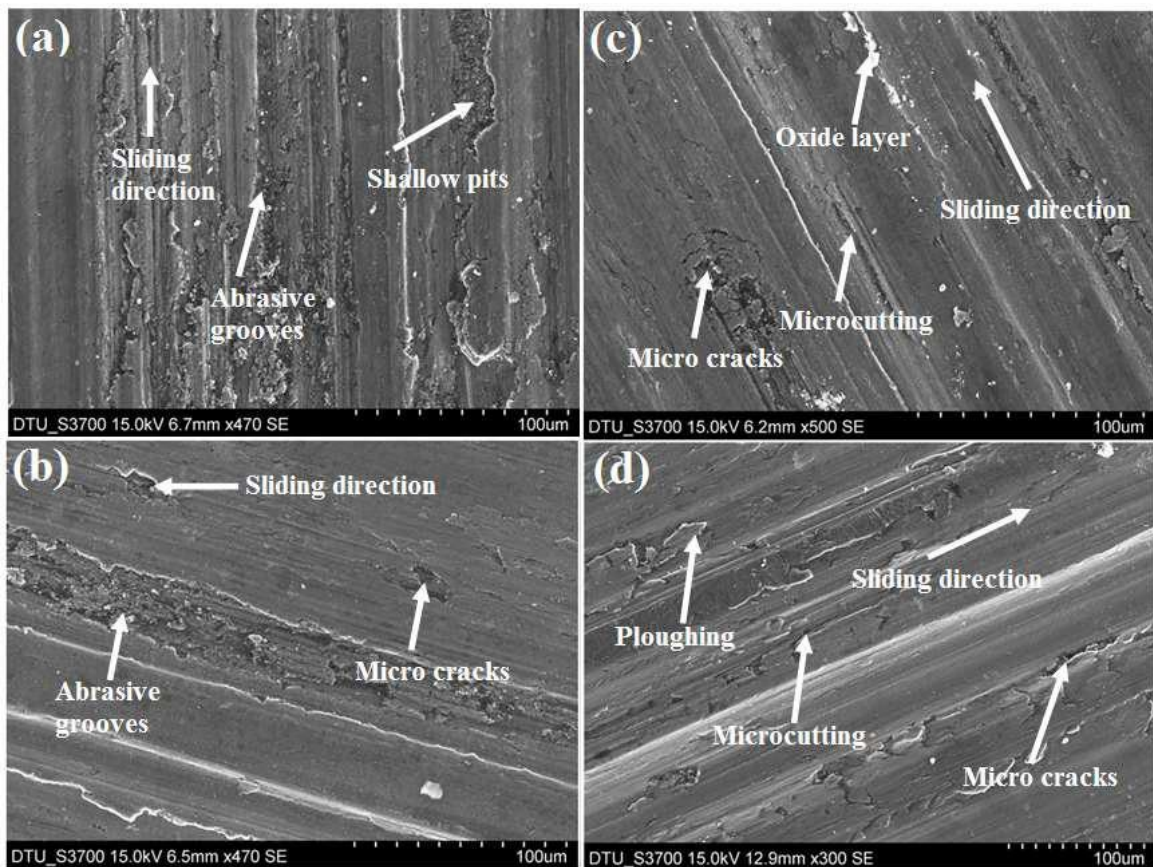 (a)
Sliding
direction
Shallow pits
Abrasive
grooves
DTU_S3700 15.0kV 6.7mm x470 SE
100um
(c)
Oxide layer
Sliding direction
Microcutting
Micro cracks
DTU_S3700 15.0kV 6.2mm x500 SE
100um
(b)
Sliding direction
Micro cracks
Abrasive
grooves
DTU_S3700 15.0kV 6.5mm x470 SE
100um
(d)
Sliding direction
Ploughing
Microcutting
Micro cracks
DTU_S3700 15.0kV 12.9mm x300 SE
100um